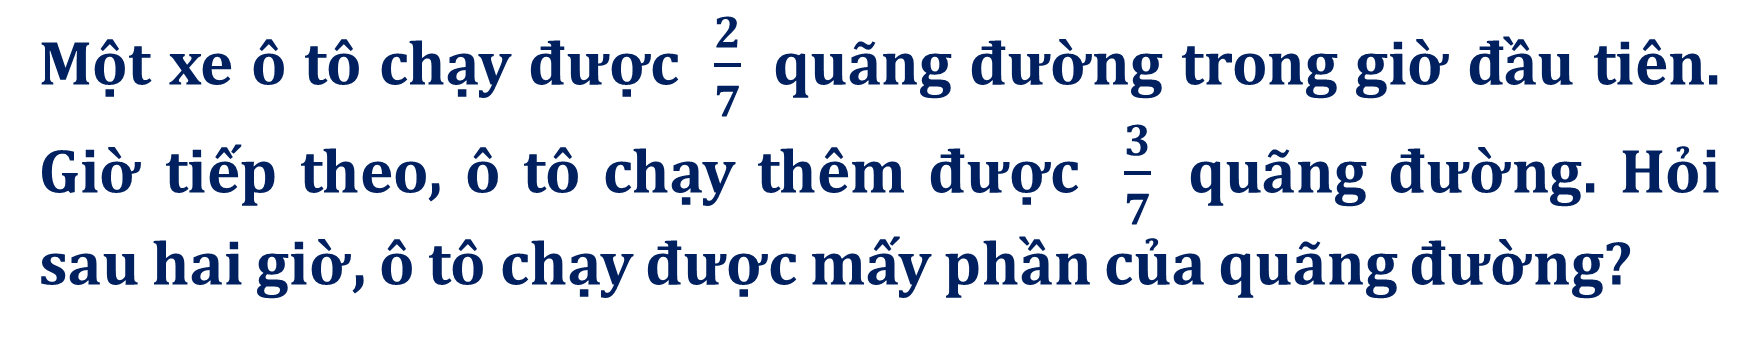 Một xe ô tô chạy được 2/7 quãng đường trong giờ đầu tiên.
Giờ tiếp theo, ô tô chạy thêm được 3/7 quãng đường. Hỏi
sau hai giờ, ô tô chạy được mấy phần của quãng đường?